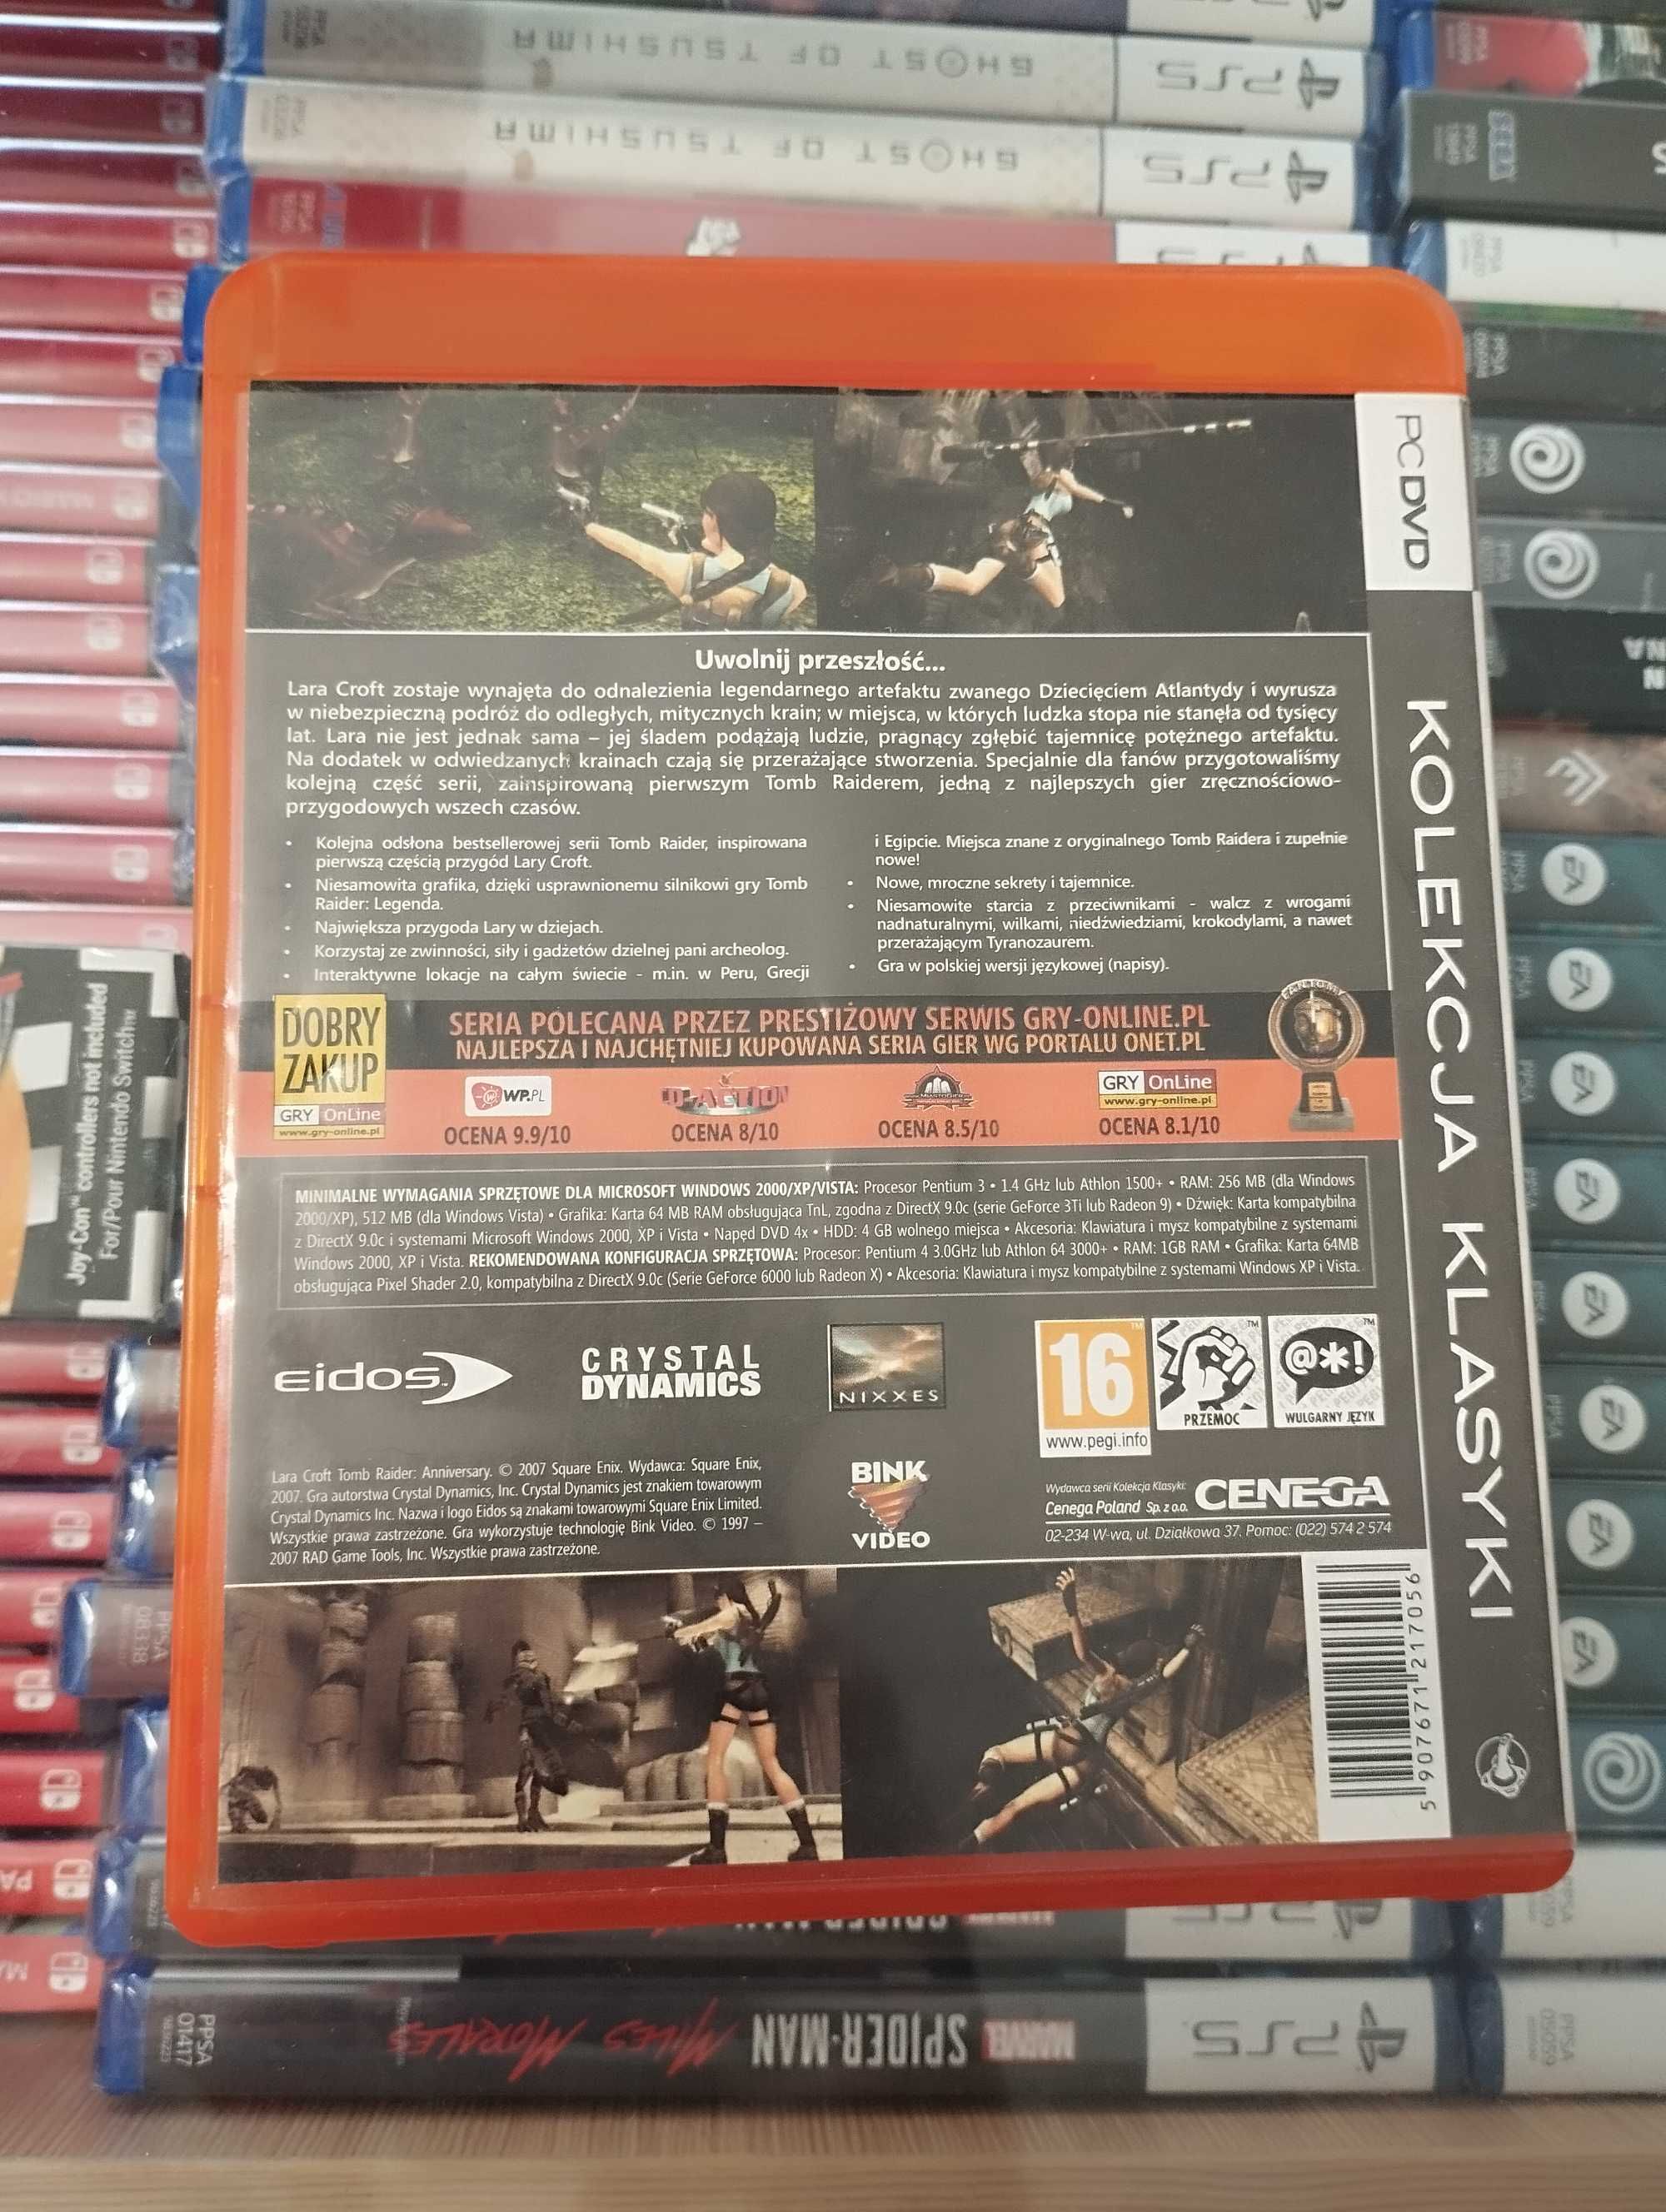 GHOST OF TSUSHIMA
PS5
GHOST OF TSUSHIMA
PS5
SEGA
PC DVD
KOLEKCJA KLASYKI
Uwolnij przeszłość...
Lara Croft zostaje wynajęta do odnalezienia legendarnego artefaktu zwanego Dziecięciem Atlantydy i wyrusza
w niebezpieczną podróż do odległych, mitycznych krain; w miejsca, w których ludzka stopa nie stanęła od tysięcy
lat. Lara nie jest jednak sama – jej śladem podążają ludzie, pragnący zgłębić tajemnicę potężnego artefaktu.
Na dodatek w odwiedzanych krainach czają się przerażające stworzenia. Specjalnie dla fanów przygotowaliśmy
kolejną część serii, zainspirowaną pierwszym Tomb Raiderem, jedną z najlepszych gier zręcznościowo-
przygodowych wszech czasów.
• Kolejna odsłona bestsellerowej serii Tomb Raider, inspirowana
pierwszą częścią przygód Lary Croft.
• Niesamowita grafika, dzięki usprawnionemu silnikowi gry Tomb
Raider: Legenda.
• Największa przygoda Lary w dziejach.
• Korzystaj ze zwinności, siły i gadżetów dzielnej pani archeolog.
• Interaktywne lokacje na całym świecie - m.in. w Peru, Grecji
i Egipcie. Miejsca znane z oryginalnego Tomb Raidera i zupełnie
nowe!
• Nowe, mroczne sekrety i tajemnice.
• Niesamowite starcia z przeciwnikami - walcz z wrogami
nadnaturalnymi, wilkami, niedźwiedziami, krokodylami, a nawet
przerażającym Tyranozaurem.
• Gra w polskiej wersji językowej (napisy).
DOBRY
ZAKUP
GRY OnLine
www.gry-online.pl
SERIA POLECANA PRZEZ PRESTIŻOWY SERWIS GRY-ONLINE.PL
NAJLEPSZA I NAJCHĘTNIEJ KUPOWANA SERIA GIER WG PORTALU ONET.PL
WP.PL
OCENA 9.9/10
CD-ACTION
OCENA 8/10
OCENA 8.5/10
GRY OnLine
www.gry-online.pl
OCENA 8.1/10
MINIMALNE WYMAGANIA SPRZĘTOWE DLA MICROSOFT WINDOWS 2000/XP/VISTA: Procesor Pentium 3 • 1.4 GHz lub Athlon 1500+ • RAM: 256 MB (dla Windows
2000/XP), 512 MB (dla Windows Vista) • Grafika: Karta 64 MB RAM obsługująca TnL, zgodna z DirectX 9.0c (serie GeForce 3Ti lub Radeon 9) • Dźwięk: Karta kompatybilna
z DirectX 9.0c i systemami Microsoft Windows 2000, XP i Vista • Napęd DVD 4x • HDD: 4 GB wolnego miejsca • Akcesoria: Klawiatura i mysz kompatybilne z systemami
Windows 2000, XP i Vista. REKOMENDOWANA KONFIGURACJA SPRZĘTOWA: Procesor: Pentium 4 3.0GHz lub Athlon 64 3000+ • RAM: 1GB RAM • Grafika: Karta 64MB
obsługująca Pixel Shader 2.0, kompatybilna z DirectX 9.0c (Serie GeForce 6000 lub Radeon X) • Akcesoria: Klawiatura i mysz kompatybilne z systemami Windows XP i Vista.
eidos
CRYSTAL
DYNAMICS
NIXXES
16
www.pegi.info
PRZEMOC
@*!
WULGARNY JĘZYK
Lara Croft Tomb Raider: Anniversary. © 2007 Square Enix. Wydawca: Square Enix,
2007. Gra autorstwa Crystal Dynamics, Inc. Crystal Dynamics jest znakiem towarowym
Crystal Dynamics Inc. Nazwa i logo Eidos są znakami towarowymi Square Enix Limited.
Wszystkie prawa zastrzeżone. Gra wykorzystuje technologię Bink Video. © 1997 –
2007 RAD Game Tools, Inc. Wszystkie prawa zastrzeżone.
BINK
VIDEO
Wydawca serii Kolekcja Klasyki:
Cenega Poland Sp. z o.o.
CENEGA
02-234 W-wa, ul. Działkowa 37. Pomoc: (022) 574 2 574
5 907671 217056
Joy-Con™ controllers not included
For/Pour Nintendo Switch™
EA
EA
EA
EA
EA
EA
EA
EA
PPSA
08338
PPSA
01417
MARVEL
SPIDER-MAN
MILES MORALES
PS5
PPSA
05059